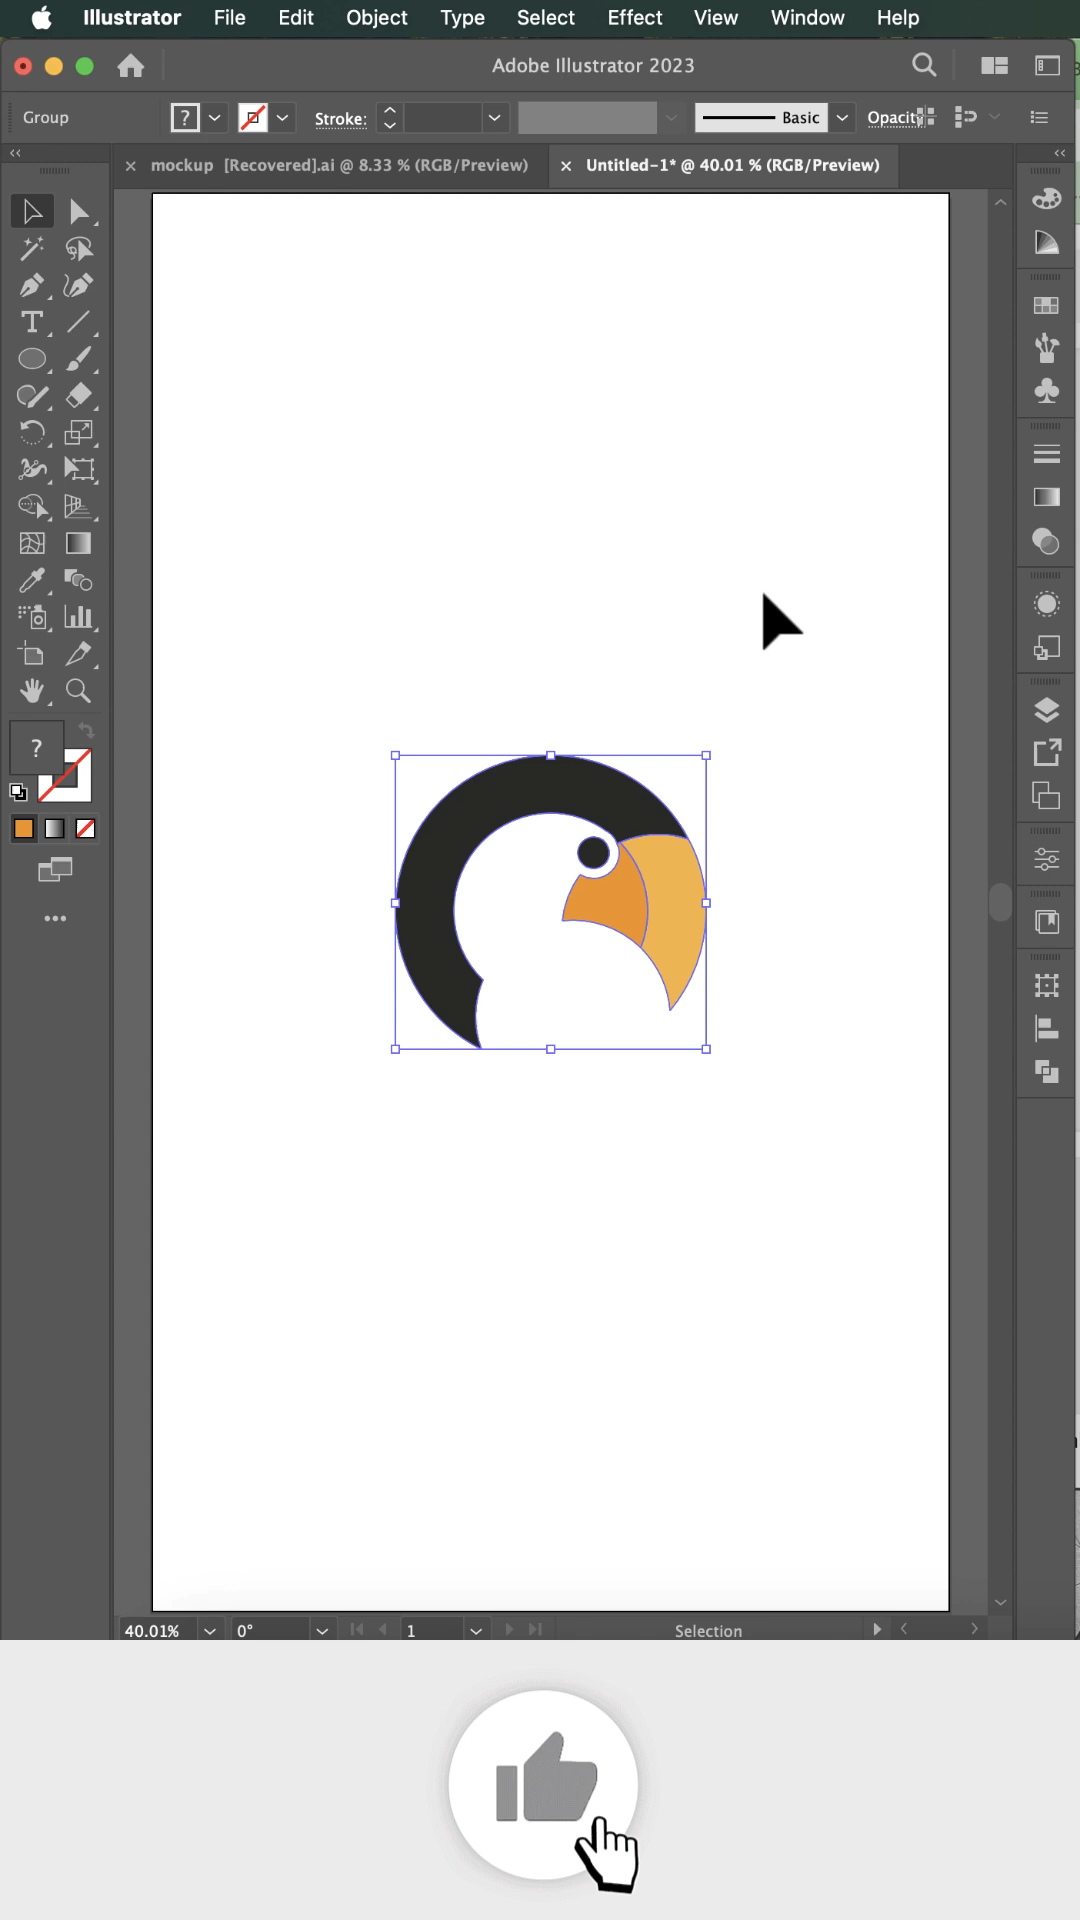 Illustrator File Edit Object Type Select Effect View Window Help
Adobe Illustrator 2023
Group ? Stroke: Basic Opacity
× mockup [Recovered].ai @ 8.33 % (RGB/Preview) × Untitled-1* @ 40.01 % (RGB/Preview)
?
40.01% 0° 1 Selection